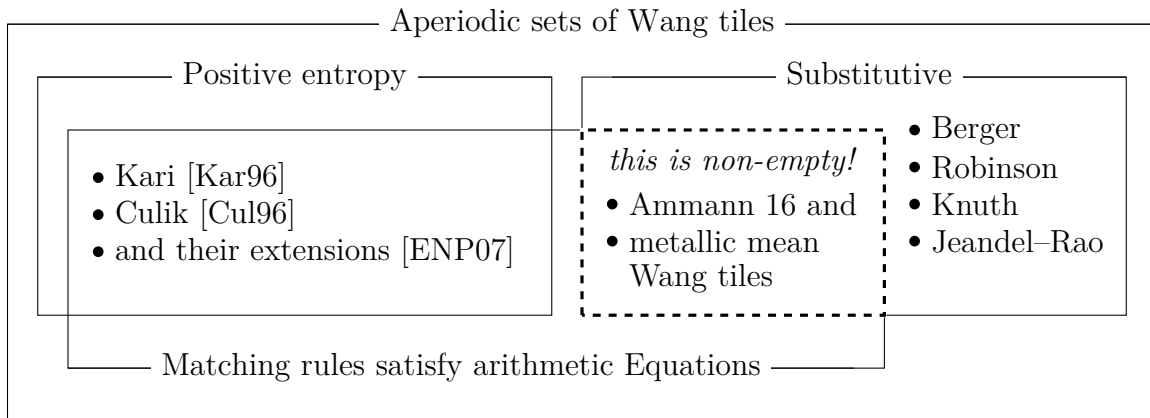 Aperiodic sets of Wang tiles
Positive entropy
• Kari [Kar96]
• Culik [Cul96]
• and their extensions [ENP07]
Substitutive
this is non-empty!
• Ammann 16 and
• metallic mean
Wang tiles
• Berger
• Robinson
• Knuth
• Jeandel–Rao
Matching rules satisfy arithmetic Equations